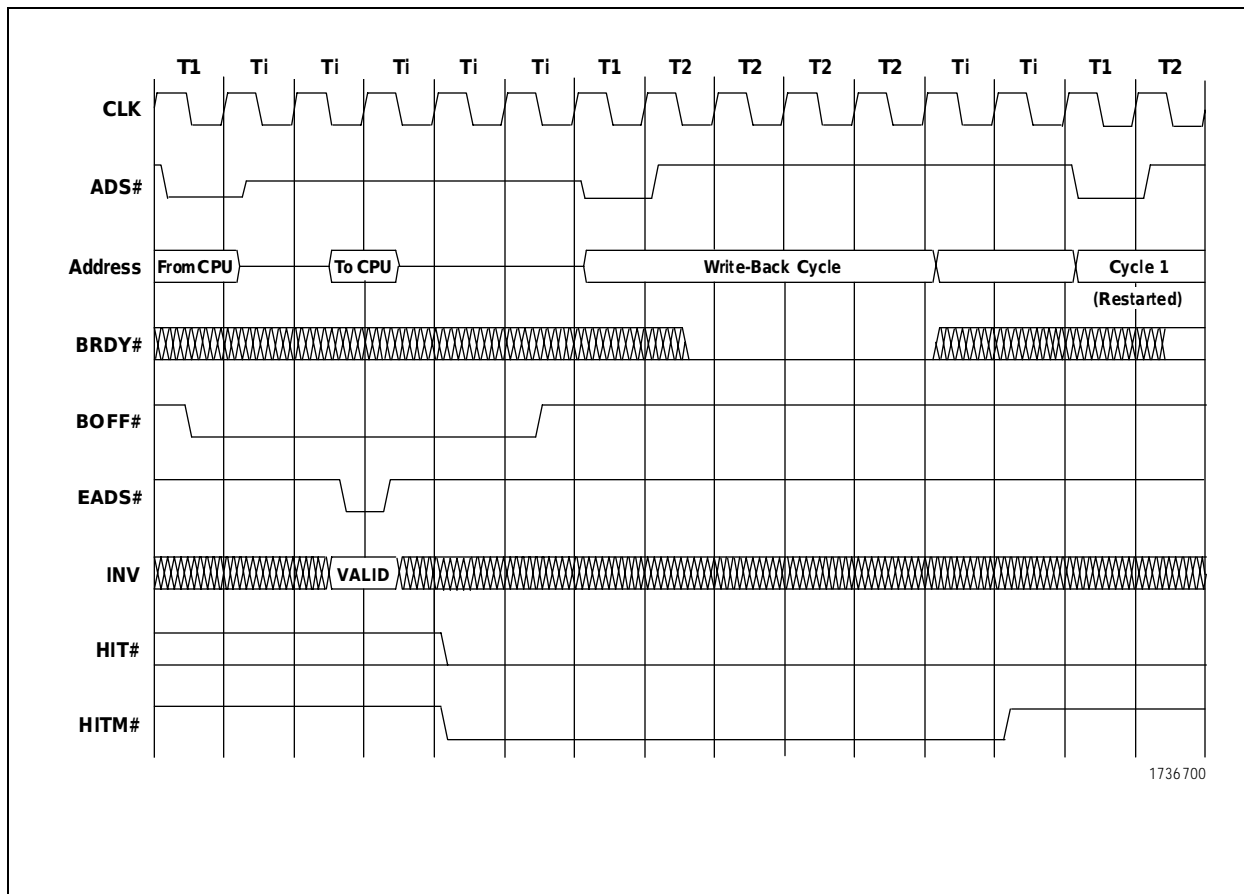 T1 Ti Ti Ti Ti Ti T1 T2 T2 T2 T2 Ti Ti T1 T2
CLK
ADS#
Address From CPU To CPU Write-Back Cycle Cycle 1
(Restarted)
BRDY#
BOFF#
EADS#
INV VALID
HIT#
HITM#
1736700